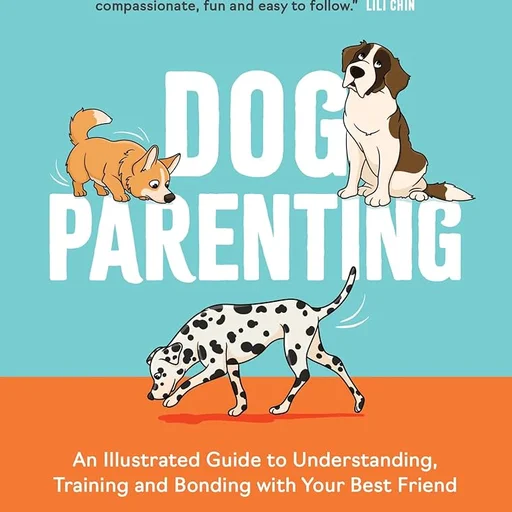 compassionate, fun and easy to follow.” LILI CHIN
DOG
PARENTING
An Illustrated Guide to Understanding,
Training and Bonding with Your Best Friend